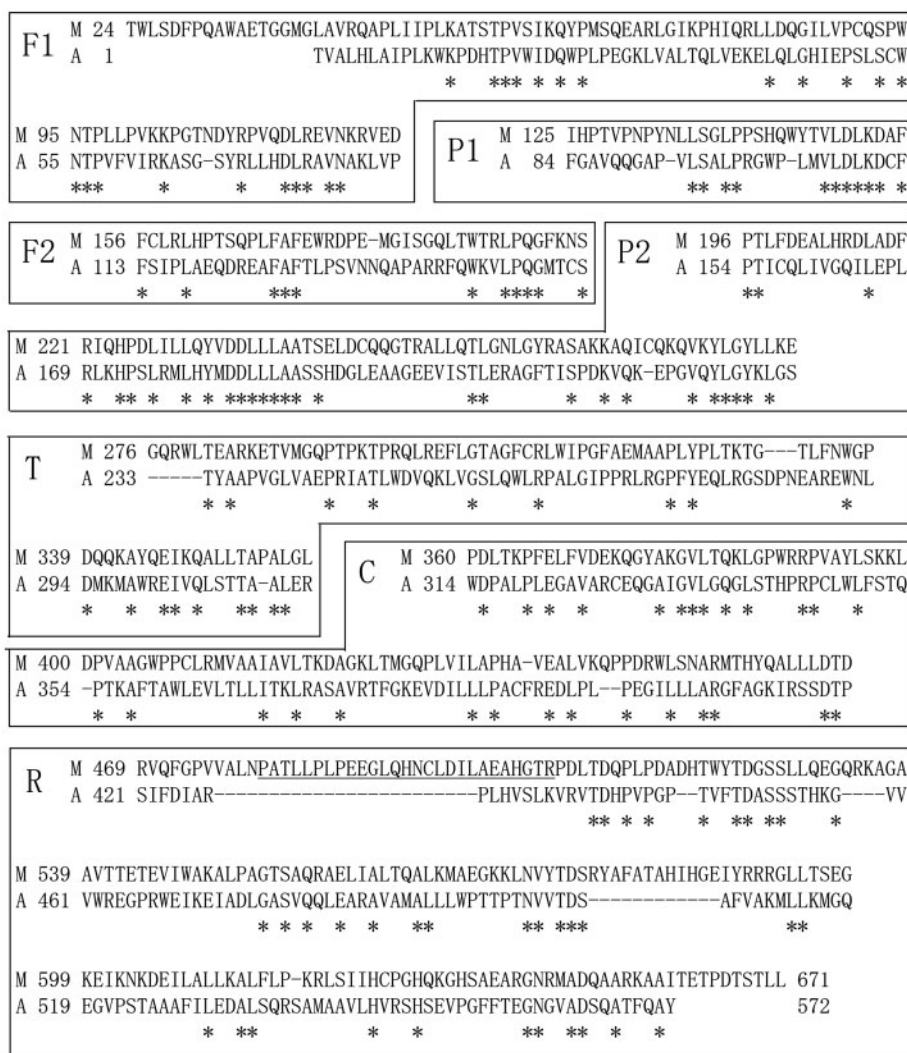 F1
M 24 TWLSDFPQAWAETGGMGLAVRQAPLIIPLKATSTPVSIKQYPMSQEARLGIKPHIQRLLDQGILVPCQSPW
A 1 TVALHLAIPLKWKPDHTPVWIDQWPLPEGKLVALTQLVEKELQLGHIEPSLSCW
* *** * * * * * * * *
M 95 NTPLLPVKKPGTNDYRPVQDLREVNKRVED
A 55 NTPVFVIRKASG-SYRLLHDLRAVNAKLVP
*** * * *** **
P1
M 125 IHPTVPNPYNLLSGLPPSHQWYTVLDLKDAF
A 84 FGAVQQGAP-VLSALPRGWP-LMVLDLKDCF
** ** ***** *
F2
M 156 FCLRLHPTSQPLFAFEWRDPE-MGISGQLTWTRLPQGFKNS
A 113 FSIPLAEQDREAFAFTLPSVNNQAPARRFQWKVLPQGMTCS
* * *** * **** *
P2
M 196 PTLFDEALHRDLADF
A 154 PTICQLIVGQILEPL
** *
M 221 RIQHPDLILLQYVDDLLLAATSELDCQQGTRALLQTLGNLGYRASAKKAQICQKQVKYLGYLLKE
A 169 RLKHPSLRMLHYMDDLLLAASSHDGLEAAGEEVISTLERAGFTISPDKVQK-EPGVQYLGYKLGS
* ** * * * ******* * ** * * * * **** *
T
M 276 GQRWLTEARKETVMGQPTPKTPRQLREFLGTAGFCRLWIPGFAEMAAPLYPLTKTG---TLFNWGP
A 233 -----TYAAPVGLVAEPRIATLWDVQKLVGSLQWLRPALGIPPRLRGPFYEQLRGSDPNEAREWNL
* * * * * * * * *
M 339 DQQKAYQEIKQALLTAPALGL
A 294 DMKMAWREIVQLSTTA-ALER
* * ** * ** **
C
M 360 PDLTKPFELFVDEKQGYAKGVLTQKLGPWRRPVAYLSKKL
A 314 WDPALPLEGAVARCEQGAIGVLGQGLSTHPRPCLWLFSTQ
* * * * * *** * * ** *
M 400 DPVAAGWPPCLRMVAAIAVLTKDAGKLTMGQPLVILAPHA-VEALVKQPPDRWLSNARMTHYQALLLDTD
A 354 -PTKAFTAWLEVLTLLITKLRASAVRTFGKEVDILLLPACFREDLPL--PEGILLLARGFAGKIRSSDTP
* * * * * * * * * * * ** **
R
M 469 RVQFGPVVALNPATLLPLPEEGLQHNCLDILAEAHGTRPDLTDQPLPDADHTWYTDGSSLLQEGQRKAGA
A 421 SIFDIAR----------------------PLHVSLKVRVTDHPVPGP--TVFTDASSSTHKG----VV
** * * * ** ** *
M 539 AVTTETEVIWAKALPAGTSAQRAELIALTQALKMAEGKKLNVYTDSRYAFATAHIHGEIYRRRGLLTSEG
A 461 VWREGPRWEIKEIADLGASVQQLEARAVAMALLLWPTTPTNVVTDS------------AFVAKMLLKMGQ
* * * * * ** ** *** **
M 599 KEIKNKDEILALLKALFLP-KRLSIIHCPGHQKGHSAEARGNRMADQAARKAAITETPDTSTLL 671
A 519 EGVPSTAAAFILEDALSQRSAMAAVLHVRSHSEVPGFFTEGNGVADSQATFQAY 572
* ** * * ** ** * *